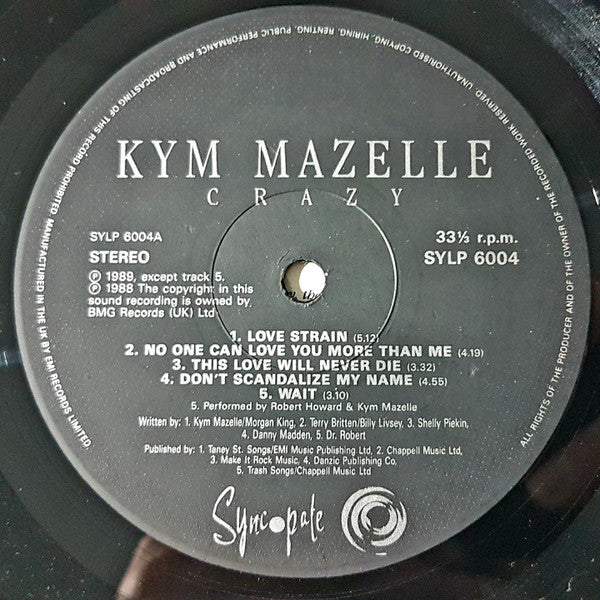 ALL RIGHTS OF THE PRODUCER AND OF THE OWNER OF THE RECORDED WORK RESERVED. UNAUTHORISED COPYING, HIRING, RENTING, PUBLIC PERFORMANCE AND BROADCASTING OF THIS RECORD PROHIBITED. MANUFACTURED IN THE UK BY EMI RECORDS LIMITED.
KYM MAZELLE
CRAZY
SYLP 6004A
STEREO
33⅓ r.p.m.
SYLP 6004
Ⓟ 1989, except track 5.
Ⓟ 1988 The copyright in this
sound recording is owned by
BMG Records (UK) Ltd
1. LOVE STRAIN (5.12)
2. NO ONE CAN LOVE YOU MORE THAN ME (4.19)
3. THIS LOVE WILL NEVER DIE (3.32)
4. DON'T SCANDALIZE MY NAME (4.55)
5. WAIT (3.10)
5. Performed by Robert Howard & Kym Mazelle
Written by: 1. Kym Mazelle/Morgan King, 2. Terry Britten/Billy Livsey, 3. Shelly Piekin,
4. Danny Madden, 5. Dr. Robert
Published by: 1. Taney St. Songs/EMI Music Publishing Ltd, 2. Chappell Music Ltd,
3. Make It Rock Music, 4. Danzic Publishing Co,
5. Trash Songs/Chappell Music Ltd
Syncopate